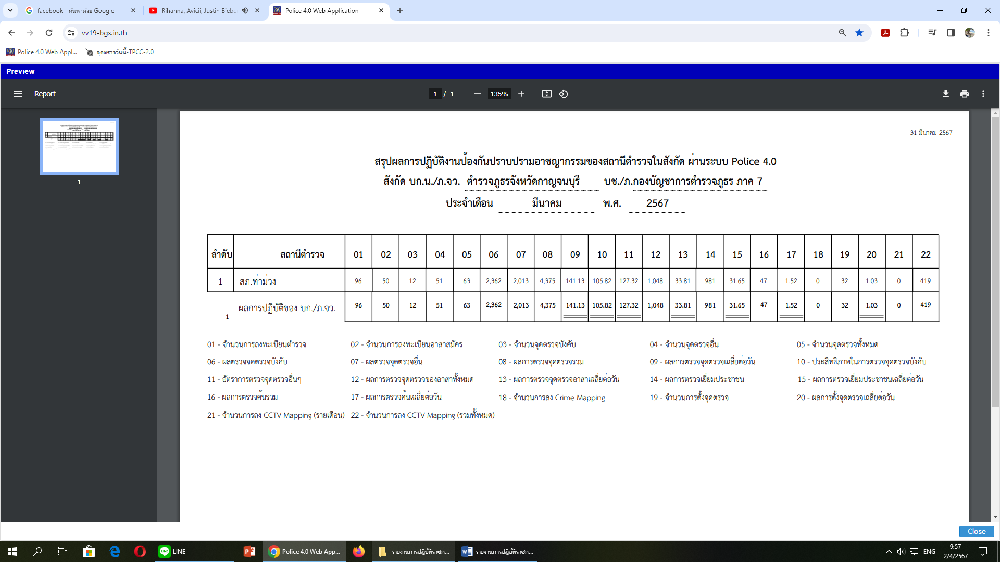 facebook - ค้นหาด้วย Google
Rihanna, Avicii, Justin Biebe
Police 4.0 Web Application
vv19-bgs.in.th
Police 4.0 Web Appl...
จุดตรวจวันนี้-TPCC-2.0
Preview
Report
1 / 1
135%
1
31 มีนาคม 2567
สรุปผลการปฏิบัติงานป้องกันปราบปรามอาชญากรรมของสถานีตำรวจในสังกัด ผ่านระบบ Police 4.0
สังกัด บก.น./ภ.จว. ตำรวจภูธรจังหวัดกาญจนบุรี บช./ภ.กองบัญชาการตำรวจภูธร ภาค 7
ประจำเดือน มีนาคม พ.ศ. 2567
ลำดับ สถานีตำรวจ 01 02 03 04 05 06 07 08 09 10 11 12 13 14 15 16 17 18 19 20 21 22
1 สภ.ท่าม่วง 96 50 12 51 63 2,362 2,013 4,375 141.13 105.82 127.32 1,048 33.81 981 31.65 47 1.52 0 32 1.03 0 419
1 ผลการปฏิบัติของ บก./ภ.จว. 96 50 12 51 63 2,362 2,013 4,375 141.13 105.82 127.32 1,048 33.81 981 31.65 47 1.52 0 32 1.03 0 419
01 - จำนวนการลงทะเบียนตำรวจ 02 - จำนวนการลงทะเบียนอาสาสมัคร 03 - จำนวนจุดตรวจบังคับ 04 - จำนวนจุดตรวจอื่น 05 - จำนวนจุดตรวจทั้งหมด
06 - ผลตรวจจดตรวจบังคับ 07 - ผลตรวจจุดตรวจอื่น 08 - ผลการตรวจจุดตรวจรวม 09 - ผลการตรวจจุดตรวจเฉลี่ยต่อวัน 10 - ประสิทธิภาพในการตรวจจุดตรวจบังคับ
11 - อัตราการตรวจจุดตรวจอื่นๆ 12 - ผลการตรวจจุดตรวจของอาสาทั้งหมด 13 - ผลการตรวจจุดตรวจอาสาเฉลี่ยต่อวัน 14 - ผลการตรวจเยี่ยมประชาชน 15 - ผลการตรวจเยี่ยมประชาชนเฉลี่ยต่อวัน
16 - ผลการตรวจค้นรวม 17 - ผลการตรวจค้นเฉลี่ยต่อวัน 18 - จำนวนการลง Crime Mapping 19 - จำนวนการตั้งจุดตรวจ 20 - ผลการตั้งจุดตรวจเฉลี่ยต่อวัน
21 - จำนวนการลง CCTV Mapping (รายเดือน) 22 - จำนวนการลง CCTV Mapping (รวมทั้งหมด)
Close
LINE
Police 4.0 Web App...
รายงานการปฏิบัติราชก...
รายงานการปฏิบัติราชก...
ENG
9:57
2/4/2567